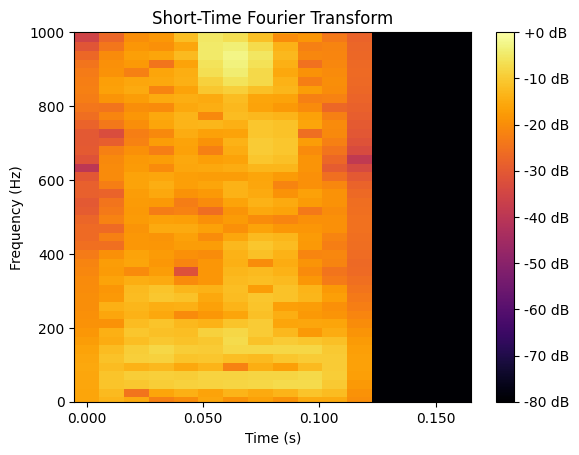 Short-Time Fourier Transform
1000
800
600
400
200
0
Frequency (Hz)
0.000
0.050
0.100
0.150
Time (s)
+0 dB
-10 dB
-20 dB
-30 dB
-40 dB
-50 dB
-60 dB
-70 dB
-80 dB